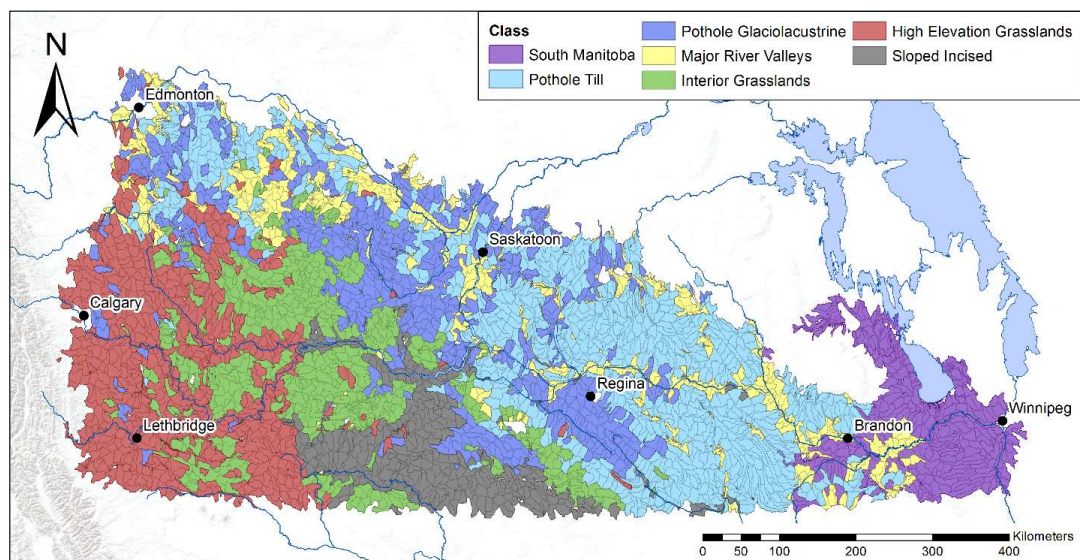 N
Class
South Manitoba
Pothole Till
Pothole Glaciolacustrine
Major River Valleys
Interior Grasslands
High Elevation Grasslands
Sloped Incised
Edmonton
Saskatoon
Calgary
Regina
Winnipeg
Lethbridge
Brandon
Kilometers
0 50 100 200 300 400